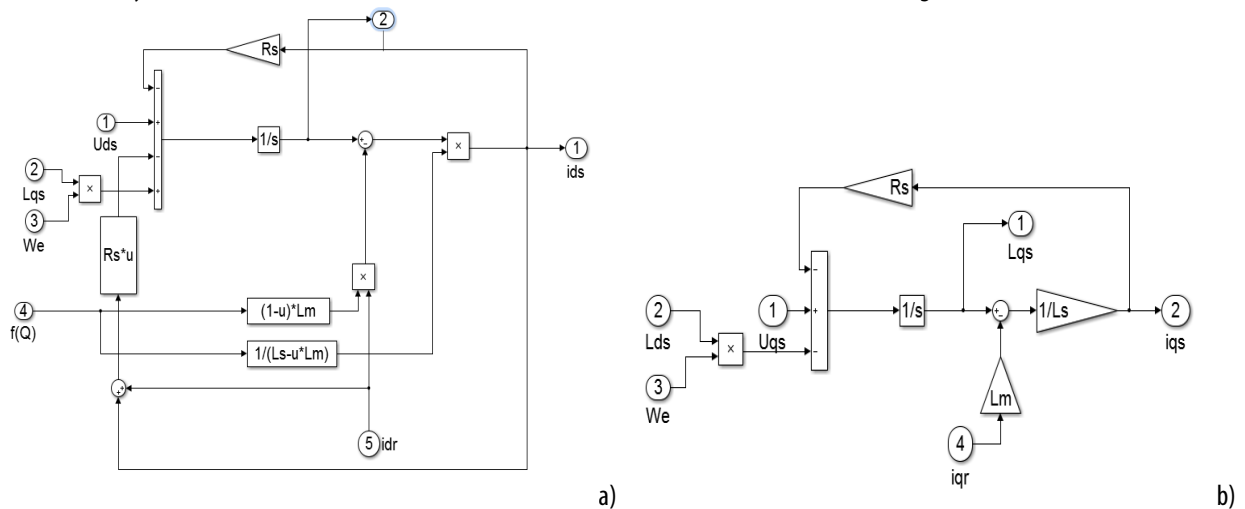 2
Rs
1
Uds
1/s
+
−
×
1
ids
2
Lqs
×
3
We
−
+
−
+
Rs*u
×
4
f(Q)
(1-u)*Lm
1/(Ls-u*Lm)
+
+
5
idr
a)
Rs
1
Lqs
2
Lds
1
Uqs
−
+
−
1/s
+
−
1/Ls
2
iqs
×
3
We
Lm
4
iqr
b)